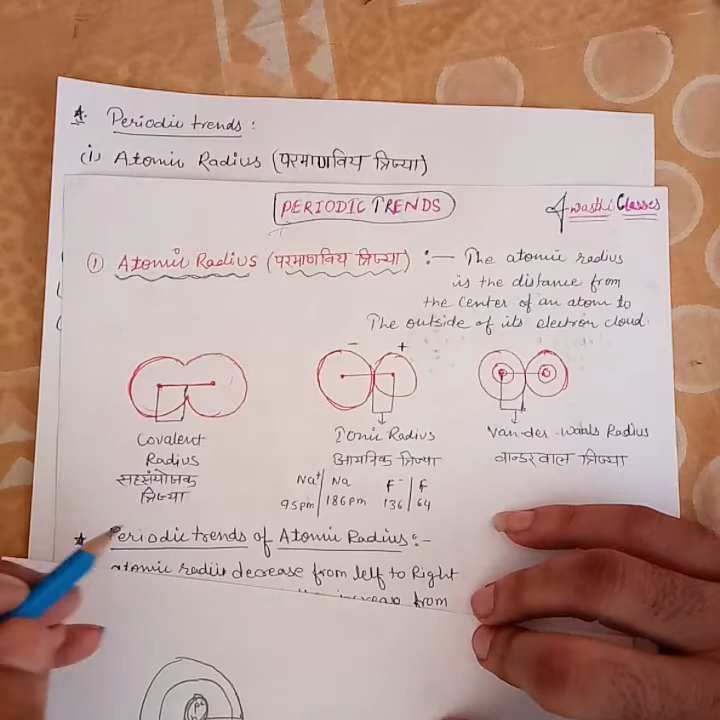 * Periodic trends :
(i) Atomic Radius (परमाणविय त्रिज्या)
PERIODIC TRENDS
Awasthi Classes
① Atomic Radius (परमाणविय त्रिज्या) :— The atomic radius
is the distance from
the center of an atom to
The outside of its electron cloud.
- +
Covalent Radius
सहसंयोजक त्रिज्या
Ionic Radius
आयनिक त्रिज्या
Na⁺ | Na F⁻ | F
95pm | 186pm 136 | 64
Van der-Waals Radius
वान्डरवाल त्रिज्या
* Periodic trends of Atomic Radius :-
atomic radius decrease from left to Right
increase from